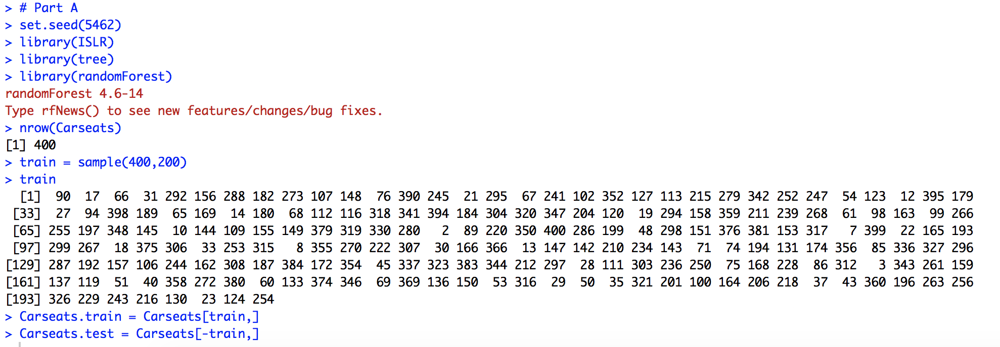 > # Part A
> set.seed(5462)
> library(ISLR)
> library(tree)
> library(randomForest)
randomForest 4.6-14
Type rfNews() to see new features/changes/bug fixes.
> nrow(Carseats)
[1] 400
> train = sample(400,200)
> train
  [1]  90  17  66  31 292 156 288 182 273 107 148  76 390 245  21 295  67 241 102 352 127 113 215 279 342 252 247  54 123  12 395 179
 [33]  27  94 398 189  65 169  14 180  68 112 116 318 341 394 184 304 320 347 204 120  19 294 158 359 211 239 268  61  98 163  99 266
 [65] 255 197 348 145  10 144 109 155 149 379 319 330 280   2  89 220 350 400 286 199  48 298 151 376 381 153 317   7 399  22 165 193
 [97] 299 267  18 375 306  33 253 315   8 355 270 222 307  30 166 366  13 147 142 210 234 143  71  74 194 131 174 356  85 336 327 296
[129] 287 192 157 106 244 162 308 187 384 172 354  45 337 323 383 344 212 297  28 111 303 236 250  75 168 228  86 312   3 343 261 159
[161] 137 119  51  40 358 272 380  60 133 374 346  69 369 136 150  53 316  29  50  35 321 201 100 164 206 218  37  43 360 196 263 256
[193] 326 229 243 216 130  23 124 254
> Carseats.train = Carseats[train,]
> Carseats.test = Carseats[-train,]